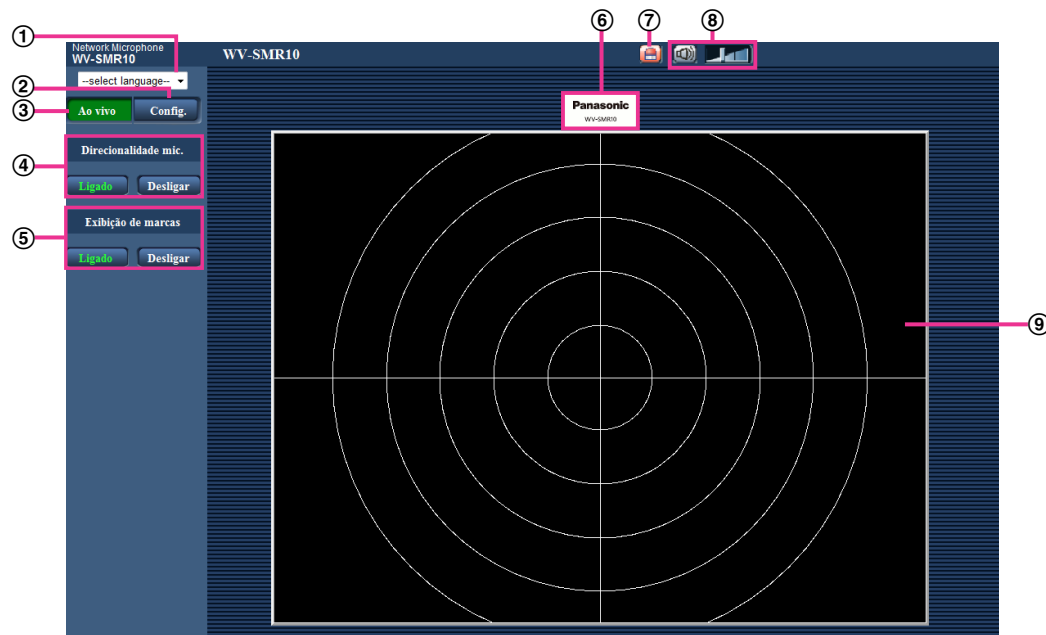 ①
⑥
⑦
⑧
Network Microphone
WV-SMR10
WV-SMR10
②
--select language--
③
Ao vivo
Config.
Panasonic
WV-SMR10
④
Direcionalidade mic.
Ligado
Desligar
⑤
Exibição de marcas
Ligado
Desligar
⑨